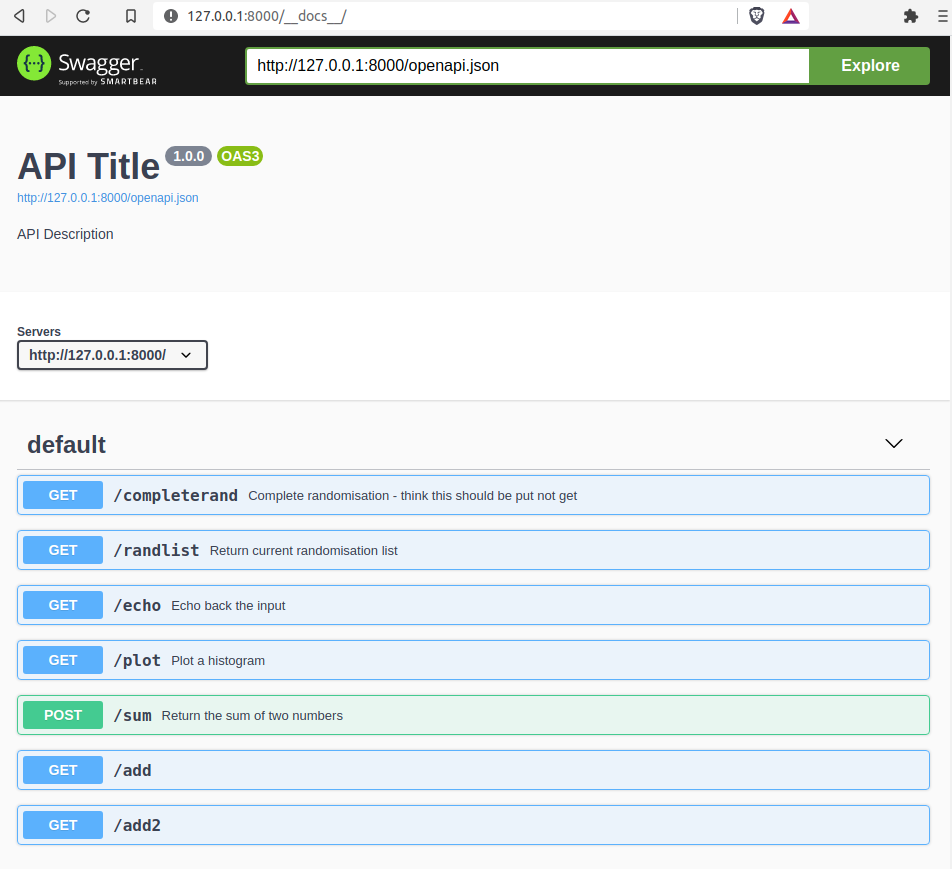 127.0.0.1:8000/__docs__/
Swagger
Supported by SMARTBEAR
http://127.0.0.1:8000/openapi.json
Explore
API Title 1.0.0 OAS3
http://127.0.0.1:8000/openapi.json
API Description
Servers
http://127.0.0.1:8000/
default
GET /completerand Complete randomisation - think this should be put not get
GET /randlist Return current randomisation list
GET /echo Echo back the input
GET /plot Plot a histogram
POST /sum Return the sum of two numbers
GET /add
GET /add2